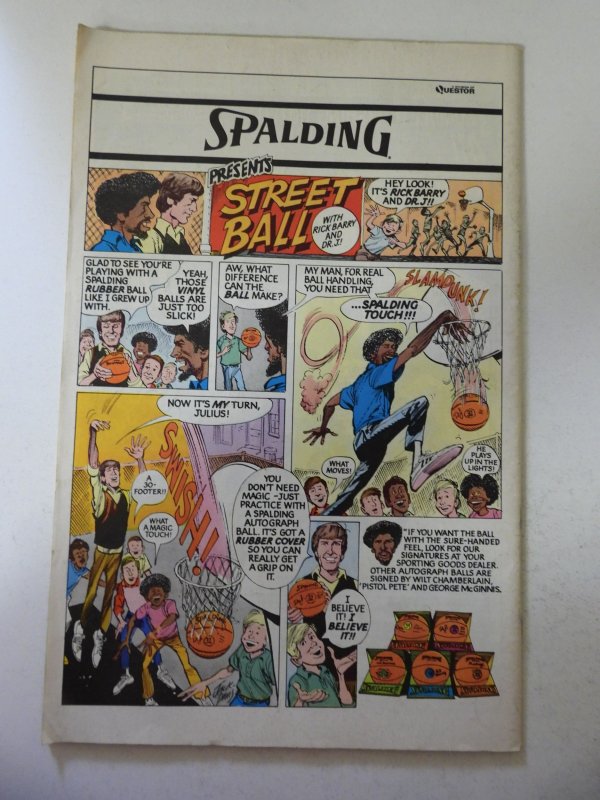 QUESTOR
SPALDING
PRESENTS
STREET
BALL
WITH
RICK BARRY
AND
DR.J!
HEY LOOK!
IT'S RICK BARRY
AND DR.J!!
GLAD TO SEE YOU'RE
PLAYING WITH A
SPALDING
RUBBER BALL
LIKE I GREW UP
WITH.
YEAH,
THOSE
VINYL
BALLS ARE
JUST TOO
SLICK!
AW, WHAT
DIFFERENCE
CAN THE
BALL MAKE?
MY MAN, FOR REAL
BALL HANDLING,
YOU NEED THAT
...SPALDING
TOUCH!!!
SLAM DUNK!
WHAT
MOVES!
HE
PLAYS
UP IN THE
LIGHTS!
NOW IT'S MY TURN,
JULIUS!
A
30-
FOOTER!!
WHAT
A MAGIC
TOUCH!
SWISH!
YOU
DON'T NEED
MAGIC -JUST
PRACTICE WITH
A SPALDING
AUTOGRAPH
BALL. IT'S GOT A
RUBBER COVER
SO YOU CAN
REALLY GET
A GRIP ON
IT.
I
BELIEVE
IT! I
BELIEVE
IT!!
"IF YOU WANT THE BALL
WITH THE SURE-HANDED
FEEL, LOOK FOR OUR
SIGNATURES AT YOUR
SPORTING GOODS DEALER.
OTHER AUTOGRAPH BALLS ARE
SIGNED BY WILT CHAMBERLAIN,
'PISTOL PETE' AND GEORGE McGINNIS.